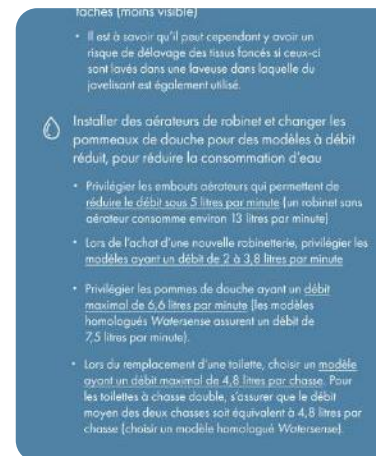 taches (moins visible)
• Il est à savoir qu'il peut cependant y avoir un
risque de délavage des tissus foncés si ceux-ci
sont lavés dans une laveuse dans laquelle du
javelisant est également utilisé.
Installer des aérateurs de robinet et changer les
pommeaux de douche pour des modèles à débit
réduit, pour réduire la consommation d'eau
• Privilégier les embouts aérateurs qui permettent de
réduire le débit sous 5 litres par minute (un robinet sans
aérateur consomme environ 13 litres par minute)
• Lors de l'achat d'une nouvelle robinetterie, privilégier les
modèles ayant un débit de 2 à 3,8 litres par minute
• Privilégier les pommes de douche ayant un débit
maximal de 6,6 litres par minute (les modèles
homologués Watersense assurent un débit de
7,5 litres par minute).
• Lors du remplacement d'une toilette, choisir un modèle
ayant un débit maximal de 4,8 litres par chasse. Pour
les toilettes à chasse double, s'assurer que le débit
moyen des deux chasses soit équivalent à 4,8 litres par
chasse (choisir un modèle homologué Watersense).